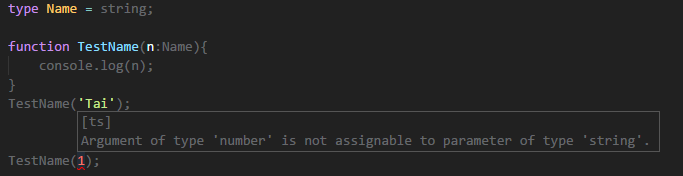 type Name = string;
function TestName(n:Name){
console.log(n);
}
TestName('Tai');
[ts]
Argument of type 'number' is not assignable to parameter of type 'string'.
TestName(1);